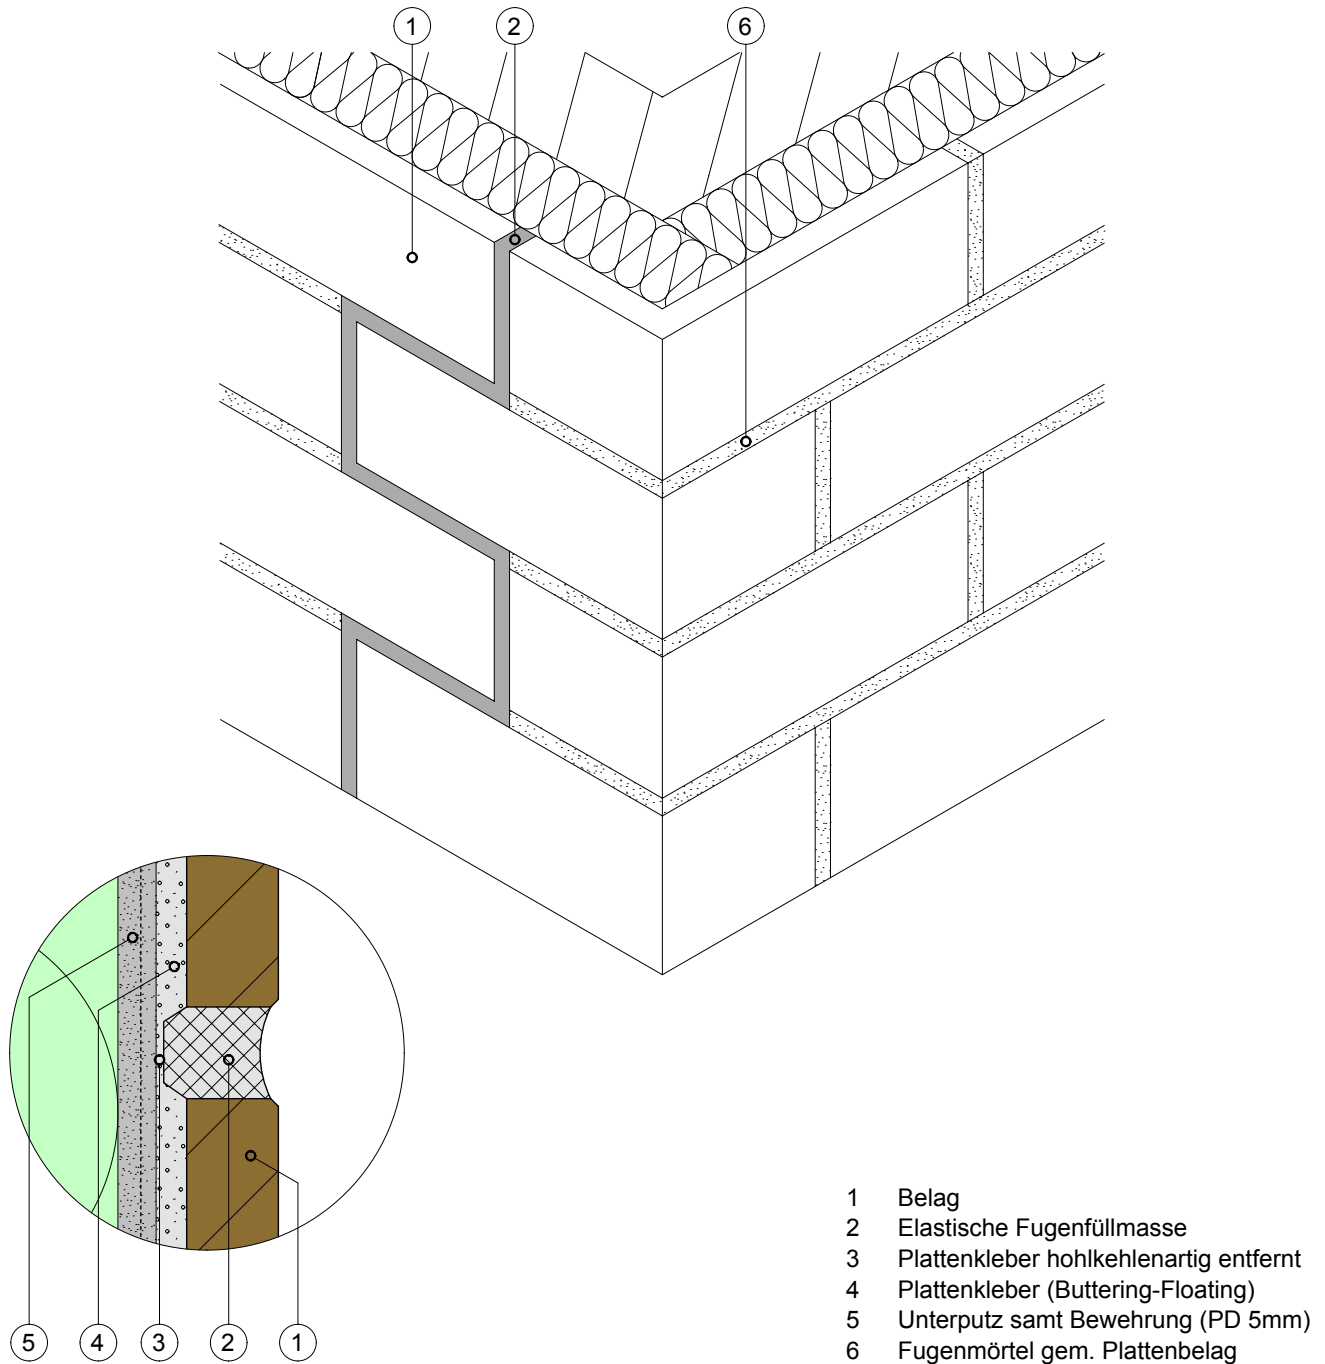 1 2 6
5 4 3 2 1
1 Belag
2 Elastische Fugenfüllmasse
3 Plattenkleber hohlkehlenartig entfernt
4 Plattenkleber (Buttering-Floating)
5 Unterputz samt Bewehrung (PD 5mm)
6 Fugenmörtel gem. Plattenbelag